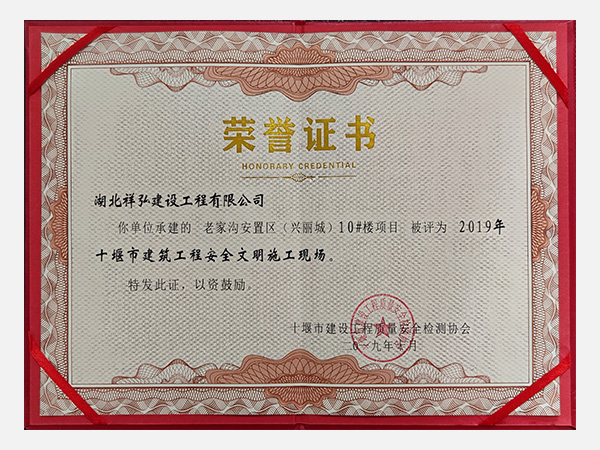 荣誉证书
HONORARY CREDENTIAL
湖北祥弘建设工程有限公司
你单位承建的 老家沟安置区（兴丽城）10#楼项目 被评为 2019年
十堰市建筑工程安全文明施工现场。
特发此证，以资鼓励。
十堰市建设工程质量安全检测协会
二〇一九年 月